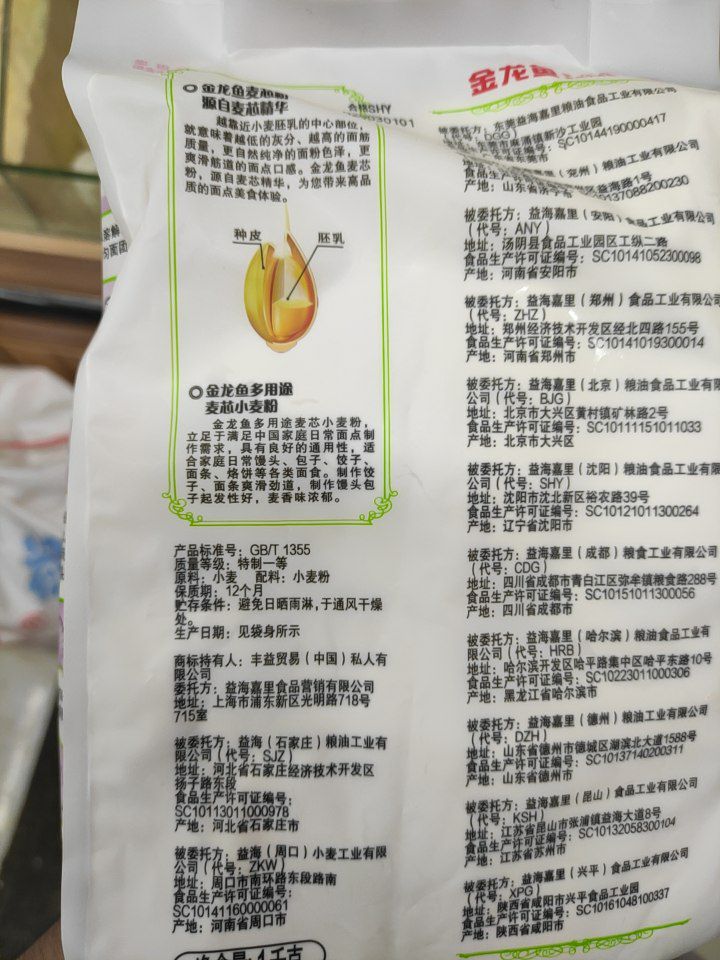 金龙鱼麦芯粉
源自麦芯精华
越靠近小麦胚乳的中心部位，
就意味着越低的灰分、越高的面筋
质量，更自然纯净的面粉色泽，更
爽滑筋道的面点口感。金龙鱼麦芯
粉，源自麦芯精华，为您带来高品
质的面点美食体验。
种皮
胚乳
金龙鱼多用途
麦芯小麦粉
金龙鱼多用途麦芯小麦粉，
立足于满足中国家庭日常面点制
作需求，具有良好的通用性，适
合家庭日常馒头、包子、饺子、
面条、烙饼等各类面食。制作饺
子、面条爽滑劲道，制作馒头包
子起发性好，麦香味浓郁。
产品标准号：GB/T 1355
质量等级：特制一等
原料：小麦 配料：小麦粉
保质期：12个月
贮存条件：避免日晒雨淋,于通风干燥
处。
生产日期：见袋身所示
商标持有人：丰益贸易（中国）私人有
限公司
委托方：益海嘉里食品营销有限公司
地址：上海市浦东新区光明路718号
715室
被委托方：益海（石家庄）粮油工业有
限公司（代号：SJZ）
地址：河北省石家庄经济技术开发区
扬子路东段
食品生产许可证编号：
SC10113011000978
产地：河北省石家庄市
被委托方：益海（周口）小麦工业有限
公司（代号：ZKW）
地址：周口市南环路东段路南
食品生产许可证编号：
SC10141160000061
产地：河南省周口市
净含量:1千克
SHY
030101
金龙鱼
被委托方：东莞益海嘉里粮油食品工业有限公司
DGG）
麻涌镇新沙工业园
SC10144190000417
（兖州）粮油工业有限公司
益海路1号
137088200230
产地：山东省济宁市
被委托方：益海嘉里（安阳）食品工业有限公司
（代号：ANY）
地址：汤阴县食品工业园区工纵二路
食品生产许可证编号：SC10141052300098
产地：河南省安阳市
被委托方：益海嘉里（郑州）食品工业有限公司
（代号：ZHZ）
地址：郑州经济技术开发区经北四路155号
食品生产许可证编号：SC10141019300014
产地：河南省郑州市
被委托方：益海嘉里（北京）粮油食品工业有限
公司（代号：BJG）
地址：北京市大兴区黄村镇矿林路2号
食品生产许可证编号：SC10111151011033
产地：北京市大兴区
被委托方：益海嘉里（沈阳）粮油食品工业有限
公司（代号：SHY）
地址：沈阳市沈北新区裕农路39号
食品生产许可证编号：SC10121011300264
产地：辽宁省沈阳市
被委托方：益海嘉里（成都）粮食工业有限公司
（代号：CDG）
地址：四川省成都市青白江区弥牟镇粮食路288号
食品生产许可证编号：SC10151011300056
产地：四川省成都市
被委托方：益海嘉里（哈尔滨）粮油食品工业有
限公司（代号：HRB）
地址：哈尔滨开发区哈平路集中区哈平东路10号
食品生产许可证编号：SC10223011000306
产地：黑龙江省哈尔滨市
被委托方：益海嘉里（德州）粮油工业有限公司
（代号：DZH）
地址：山东省德州市德城区湖滨北大道1588号
食品生产许可证编号：SC10137140200311
产地：山东省德州市
被委托方：益海嘉里（昆山）食品工业有限公司
（代号：KSH）
地址：江苏省昆山市张浦镇益海大道8号
食品生产许可证编号：SC10132058300104
产地：江苏省苏州市
被委托方：益海嘉里（兴平）食品工业有限公司
（代号：XPG）
地址：陕西省咸阳市兴平市食品工业园
食品生产许可证编号：SC10161048100337
产地：陕西省咸阳市